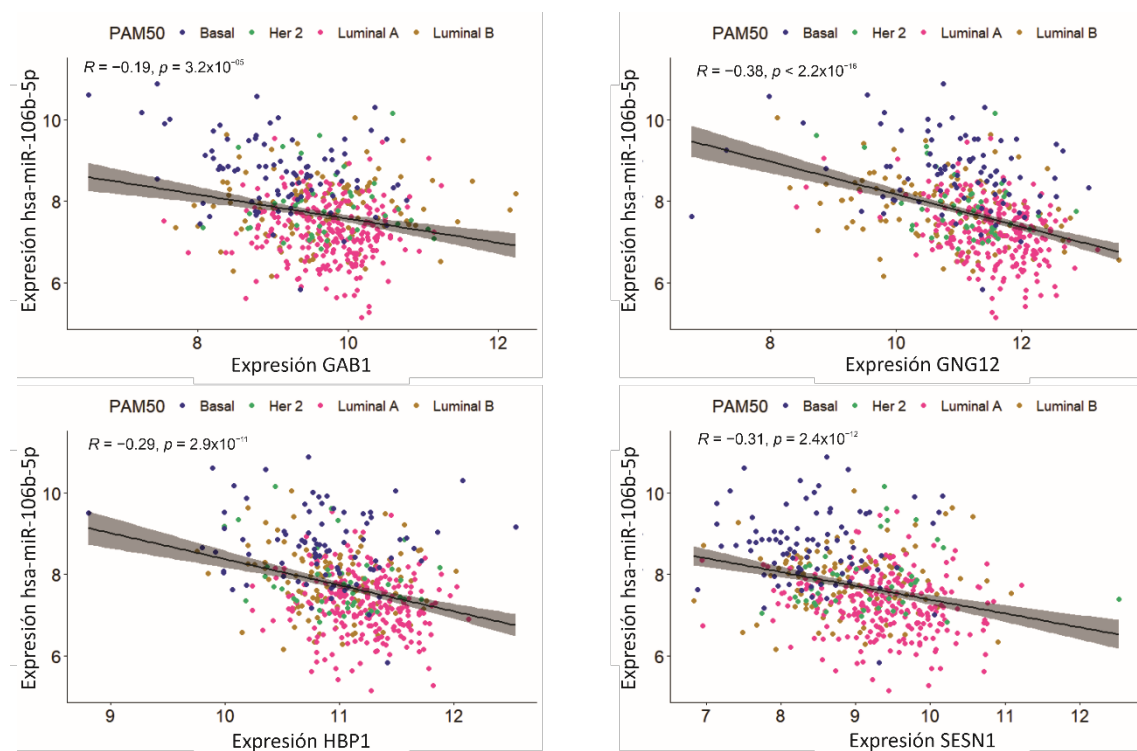 PAM50 Basal Her 2 Luminal A Luminal B
R = −0.19, p = 3.2x10⁻⁰⁵
Expresión hsa-miR-106b-5p
10
8
6
8 10 12
Expresión GAB1
PAM50 Basal Her 2 Luminal A Luminal B
R = −0.38, p < 2.2x10⁻¹⁶
Expresión hsa-miR-106b-5p
10
8
6
8 10 12
Expresión GNG12
PAM50 Basal Her 2 Luminal A Luminal B
R = −0.29, p = 2.9x10⁻¹¹
Expresión hsa-miR-106b-5p
10
8
6
9 10 11 12
Expresión HBP1
PAM50 Basal Her 2 Luminal A Luminal B
R = −0.31, p = 2.4x10⁻¹²
Expresión hsa-miR-106b-5p
10
8
6
7 8 9 10 11 12
Expresión SESN1